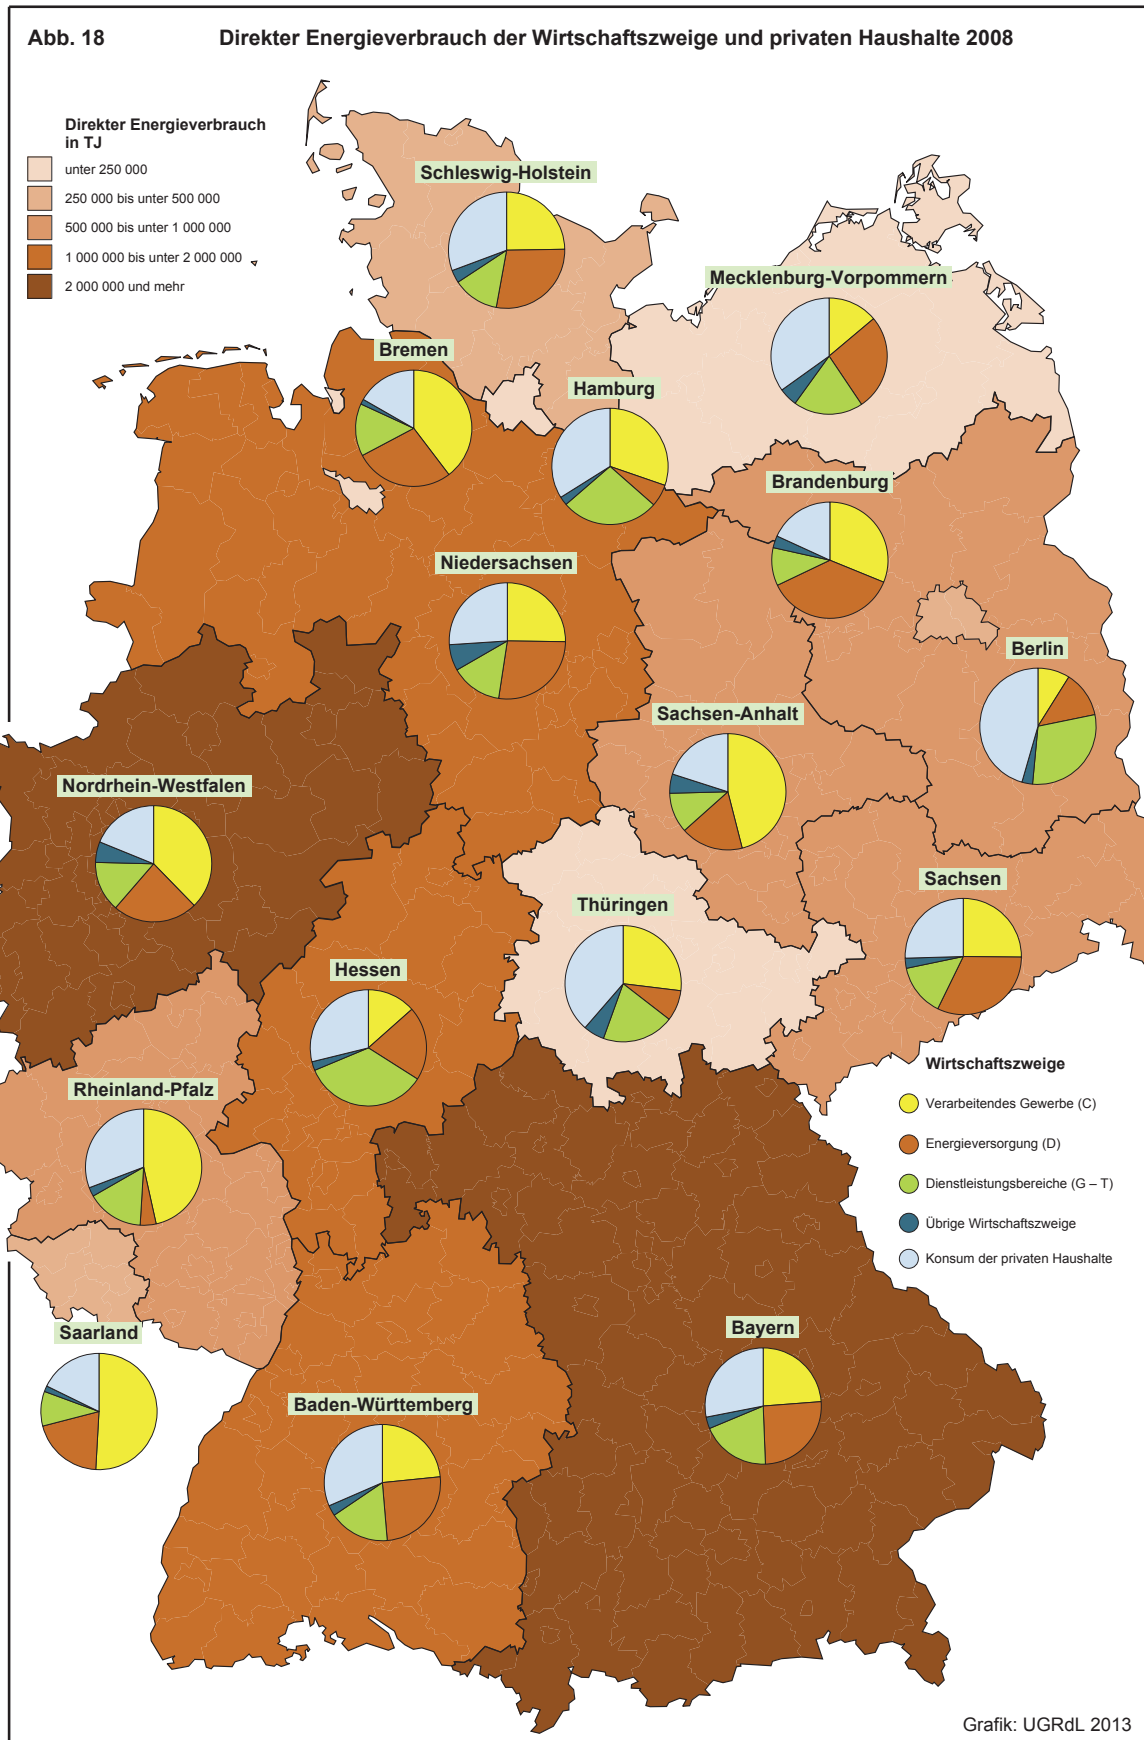 Abb. 18
Direkter Energieverbrauch der Wirtschaftszweige und privaten Haushalte 2008
Direkter Energieverbrauch
in TJ
unter 250 000
250 000 bis unter 500 000
500 000 bis unter 1 000 000
1 000 000 bis unter 2 000 000
2 000 000 und mehr
Schleswig-Holstein
Mecklenburg-Vorpommern
Bremen
Hamburg
Brandenburg
Niedersachsen
Berlin
Sachsen-Anhalt
Nordrhein-Westfalen
Sachsen
Thüringen
Hessen
Rheinland-Pfalz
Wirtschaftszweige
Verarbeitendes Gewerbe (C)
Energieversorgung (D)
Dienstleistungsbereiche (G – T)
Übrige Wirtschaftszweige
Konsum der privaten Haushalte
Saarland
Bayern
Baden-Württemberg
Grafik: UGRdL 2013